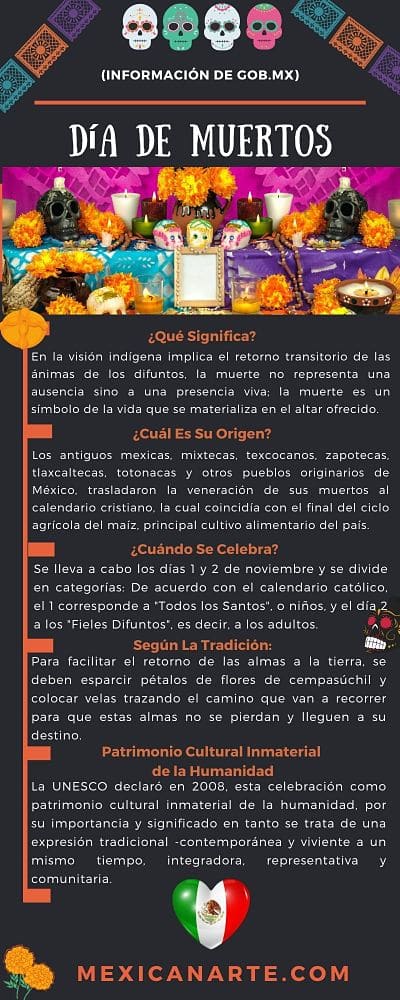 (INFORMACIÓN DE GOB.MX)
DÍA DE MUERTOS
¿Qué Significa?
En la visión indígena implica el retorno transitorio de las
ánimas de los difuntos, la muerte no representa una
ausencia sino a una presencia viva; la muerte es un
símbolo de la vida que se materializa en el altar ofrecido.
¿Cuál Es Su Origen?
Los antiguos mexicas, mixtecas, texcocanos, zapotecas,
tlaxcaltecas, totonacas y otros pueblos originarios de
México, trasladaron la veneración de sus muertos al
calendario cristiano, la cual coincidía con el final del ciclo
agrícola del maíz, principal cultivo alimentario del país.
¿Cuándo Se Celebra?
Se lleva a cabo los días 1 y 2 de noviembre y se divide
en categorías: De acuerdo con el calendario católico,
el 1 corresponde a "Todos los Santos", o niños, y el día 2
a los "Fieles Difuntos", es decir, a los adultos.
Según La Tradición:
Para facilitar el retorno de las almas a la tierra, se
deben esparcir pétalos de flores de cempasúchil y
colocar velas trazando el camino que van a recorrer
para que estas almas no se pierdan y lleguen a su
destino.
Patrimonio Cultural Inmaterial
de la Humanidad
La UNESCO declaró en 2008, esta celebración como
patrimonio cultural inmaterial de la humanidad, por
su importancia y significado en tanto se trata de una
expresión tradicional -contemporánea y viviente a un
mismo tiempo, integradora, representativa y
comunitaria.
MEXICANARTE.COM